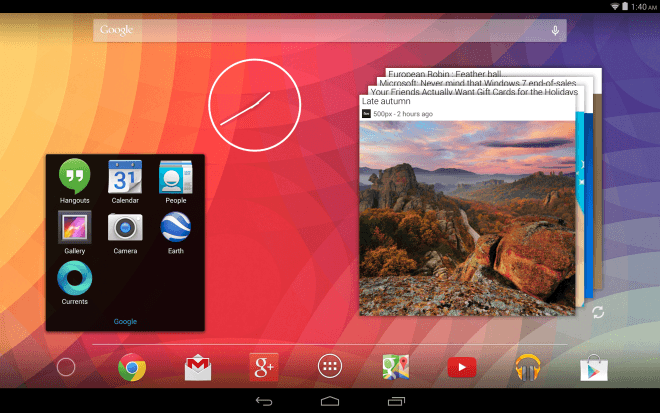 1:40 AM
Google
European Robin : Feather ball...
Microsoft: Never mind that Windows 7 end-of-sales
Your Friends Actually Want Gift Cards for the Holidays
Late autumn
500px - 2 hours ago
Hangouts
Calendar
People
31
Gallery
Camera
Earth
Currents
Google
g+